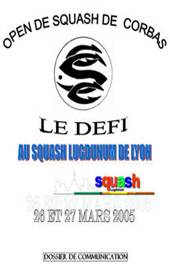 OPEN DE SQUASH DE CORBAS
LE DEFI
AU SQUASH LUGDUNUM DE LYON
squash
26 ET 27 MARS 2005
DOSSIER DE COMMUNICATION